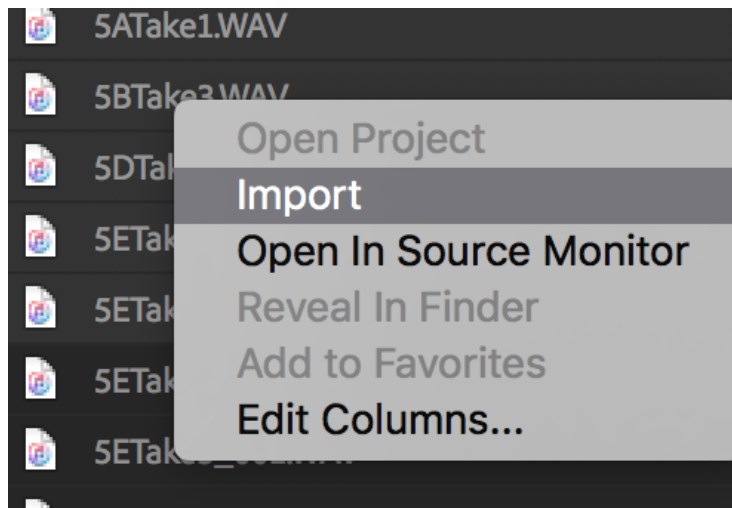 5ATake1.WAV
5BTake3.WAV
Open Project
5DTak
Import
5ETak
Open In Source Monitor
5ETak
Reveal In Finder
5ETak
Add to Favorites
Edit Columns...
5ETake